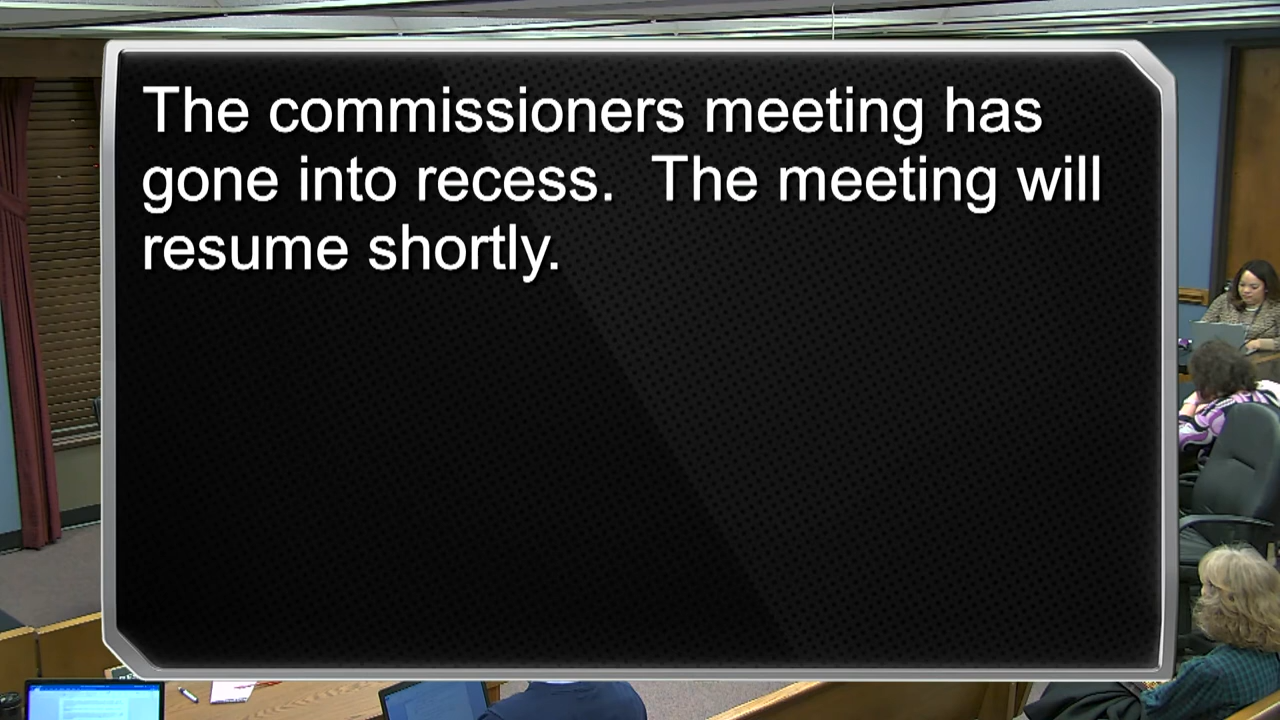 The commissioners meeting has
gone into recess.  The meeting will
resume shortly.